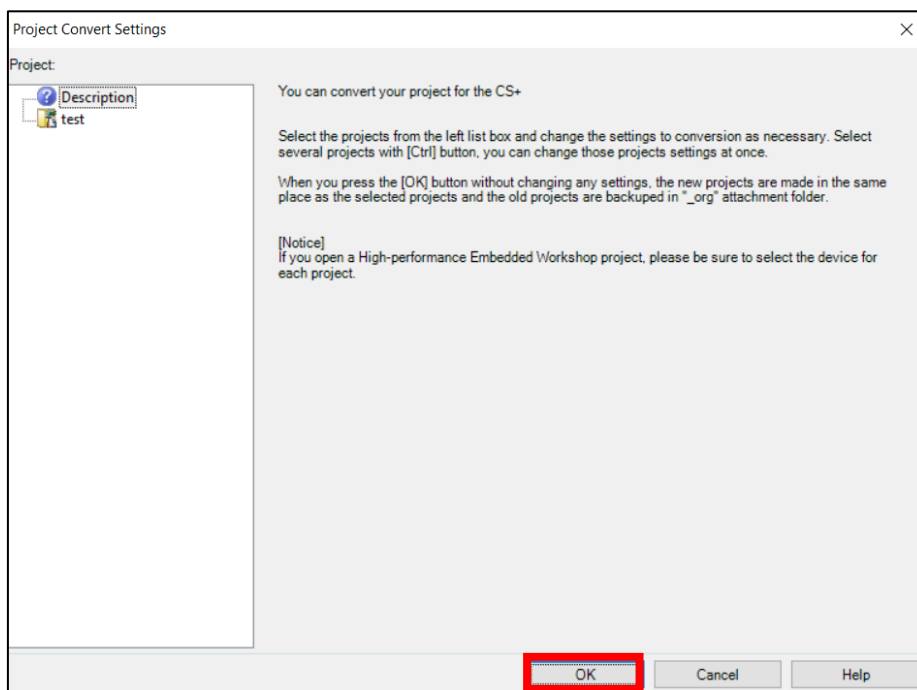 Project Convert Settings
Project:
Description
test
You can convert your project for the CS+
Select the projects from the left list box and change the settings to conversion as necessary. Select
several projects with [Ctrl] button, you can change those projects settings at once.
When you press the [OK] button without changing any settings, the new projects are made in the same
place as the selected projects and the old projects are backuped in "_org" attachment folder.
[Notice]
If you open a High-performance Embedded Workshop project, please be sure to select the device for
each project.
OK
Cancel
Help